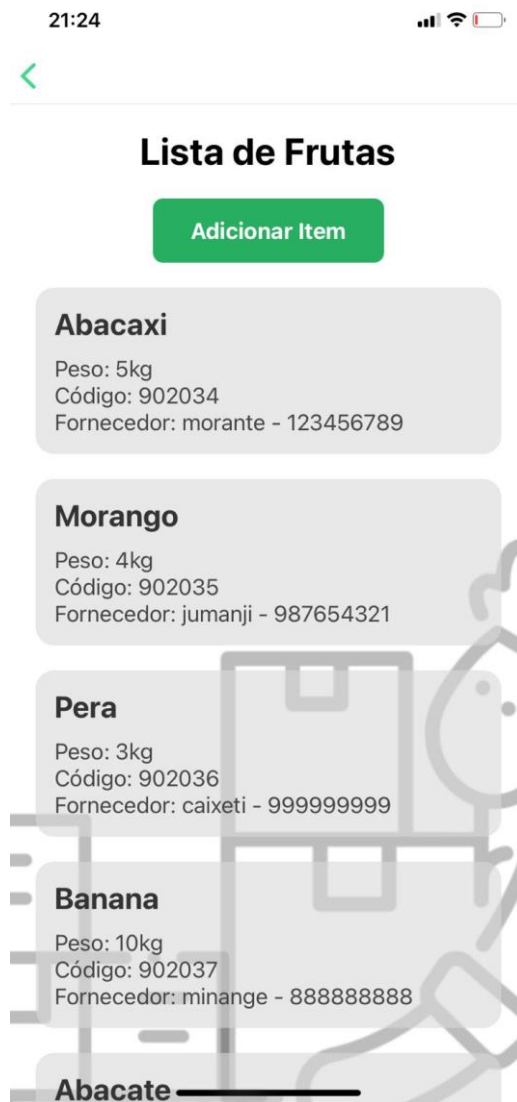 21:24
Lista de Frutas
Adicionar Item
Abacaxi
Peso: 5kg
Código: 902034
Fornecedor: morante - 123456789
Morango
Peso: 4kg
Código: 902035
Fornecedor: jumanji - 987654321
Pera
Peso: 3kg
Código: 902036
Fornecedor: caixeti - 999999999
Banana
Peso: 10kg
Código: 902037
Fornecedor: minange - 888888888
Abacate